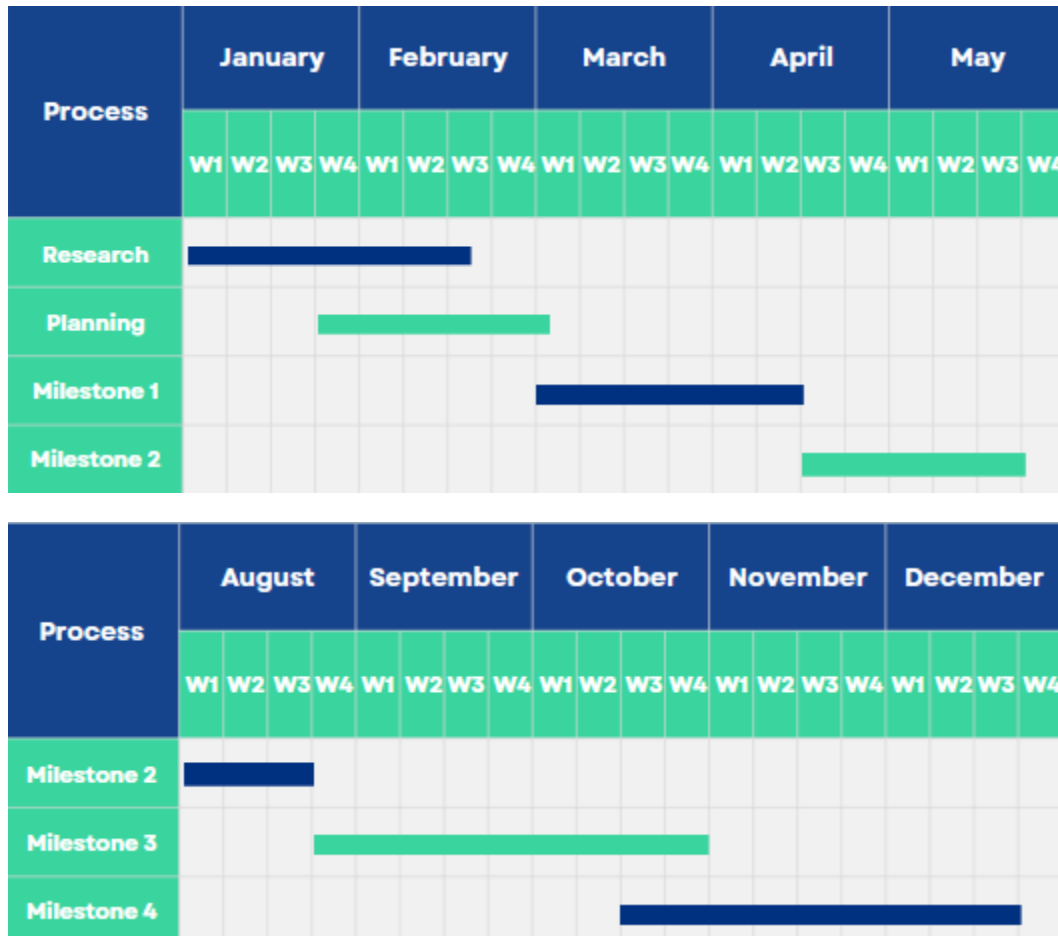 Process January February March April May
W1 W2 W3 W4 W1 W2 W3 W4 W1 W2 W3 W4 W1 W2 W3 W4 W1 W2 W3 W4
Research
Planning
Milestone 1
Milestone 2
Process August September October November December
W1 W2 W3 W4 W1 W2 W3 W4 W1 W2 W3 W4 W1 W2 W3 W4 W1 W2 W3 W4
Milestone 2
Milestone 3
Milestone 4